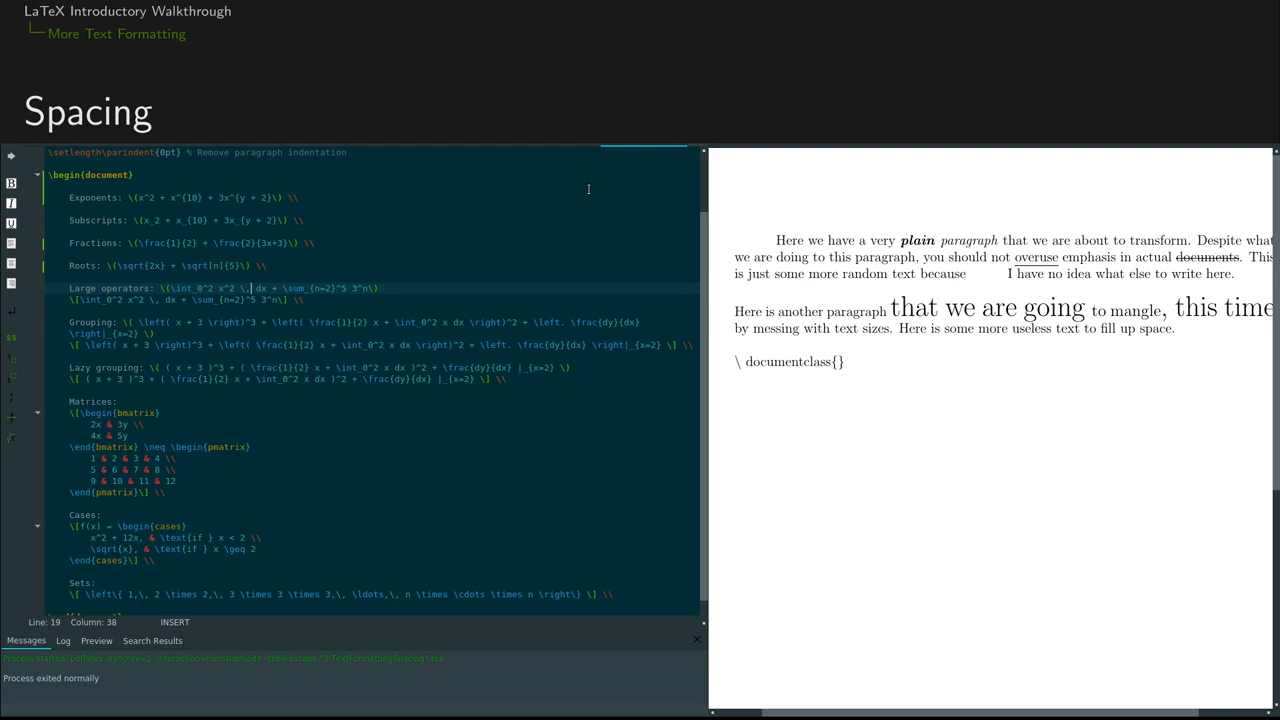 LaTeX Introductory Walkthrough
More Text Formatting
Spacing
\setlength\parindent{0pt} % Remove paragraph indentation
\begin{document}
Exponents: \(x^2 + x^{10} + 3x^{y + 2}\) \\
Subscripts: \(x_2 + x_{10} + 3x_{y + 2}\) \\
Fractions: \(\frac{1}{2} + \frac{2}{3x+3}\) \\
Roots: \(\sqrt{2x} + \sqrt[n]{5}\) \\
Large operators: \(\int_0^2 x^2 \, dx + \sum_{n=2}^5 3^n\)
\[\int_0^2 x^2 \, dx + \sum_{n=2}^5 3^n\] \\
Grouping: \( \left( x + 3 \right)^3 + \left( \frac{1}{2} x + \int_0^2 x dx \right)^2 + \left. \frac{dy}{dx}
\right|_{x=2} \)
\[ \left( x + 3 \right)^3 + \left( \frac{1}{2} x + \int_0^2 x dx \right)^2 + \left. \frac{dy}{dx} \right|_{x=2} \] \\
Lazy grouping: \( ( x + 3 )^3 + ( \frac{1}{2} x + \int_0^2 x dx )^2 + \frac{dy}{dx} |_{x=2} \)
\[ ( x + 3 )^3 + ( \frac{1}{2} x + \int_0^2 x dx )^2 + \frac{dy}{dx} |_{x=2} \] \\
Matrices:
\[\begin{bmatrix}
2x & 3y \\
4x & 5y
\end{bmatrix} \neq \begin{pmatrix}
1 & 2 & 3 & 4 \\
5 & 6 & 7 & 8 \\
9 & 10 & 11 & 12
\end{pmatrix}\] \\
Cases:
\[f(x) = \begin{cases}
x^2 + 12x, & \text{if } x < 2 \\
\sqrt{x}, & \text{if } x \geq 2
\end{cases}\] \\
Sets:
\[ \left\{ 1,\, 2 \times 2,\, 3 \times 3 \times 3,\, \ldots,\, n \times \cdots \times n \right\} \] \\
Line: 19 Column: 38 INSERT
Messages Log Preview Search Results
Process started: pdflatex -synctex=1 -interaction=nonstopmode -shell-escape "2-TextFormattingSpacing".tex
Process exited normally
Here we have a very plain paragraph that we are about to transform. Despite what
we are doing to this paragraph, you should not overuse emphasis in actual documents. This
is just some more random text because I have no idea what else to write here.
Here is another paragraph that we are going to mangle, this time
by messing with text sizes. Here is some more useless text to fill up space.
\ documentclass{}